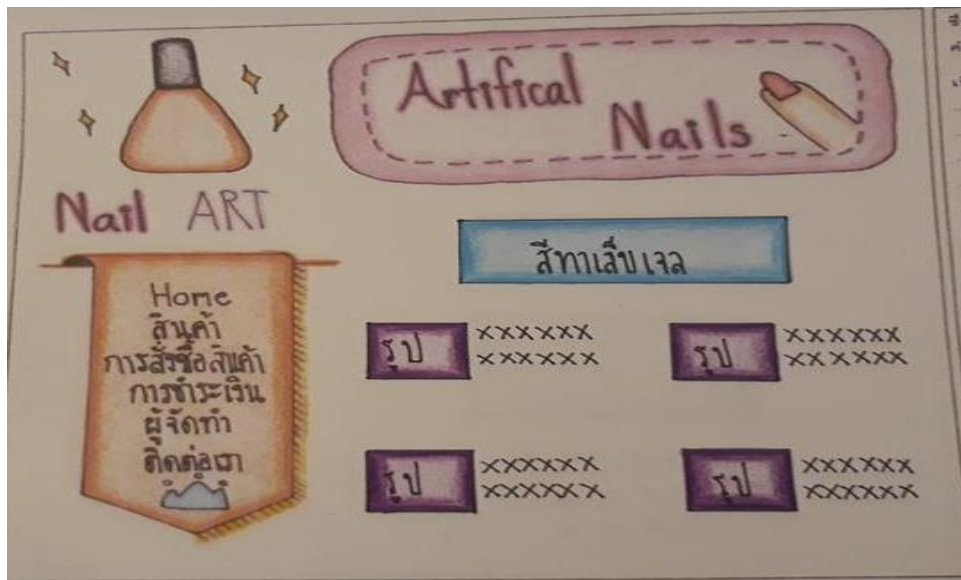 Artifical
Nails
Nail ART
Home
สินค้า
การสั่งซื้อสินค้า
การชำระเงิน
ผู้จัดทำ
ติดต่อเรา
สีทาเล็บเจล
รูป
xxxxxx
xxxxxx
รูป
xxxxxx
xxxxxx
รูป
xxxxxx
xxxxxx
รูป
xxxxxx
xxxxxx